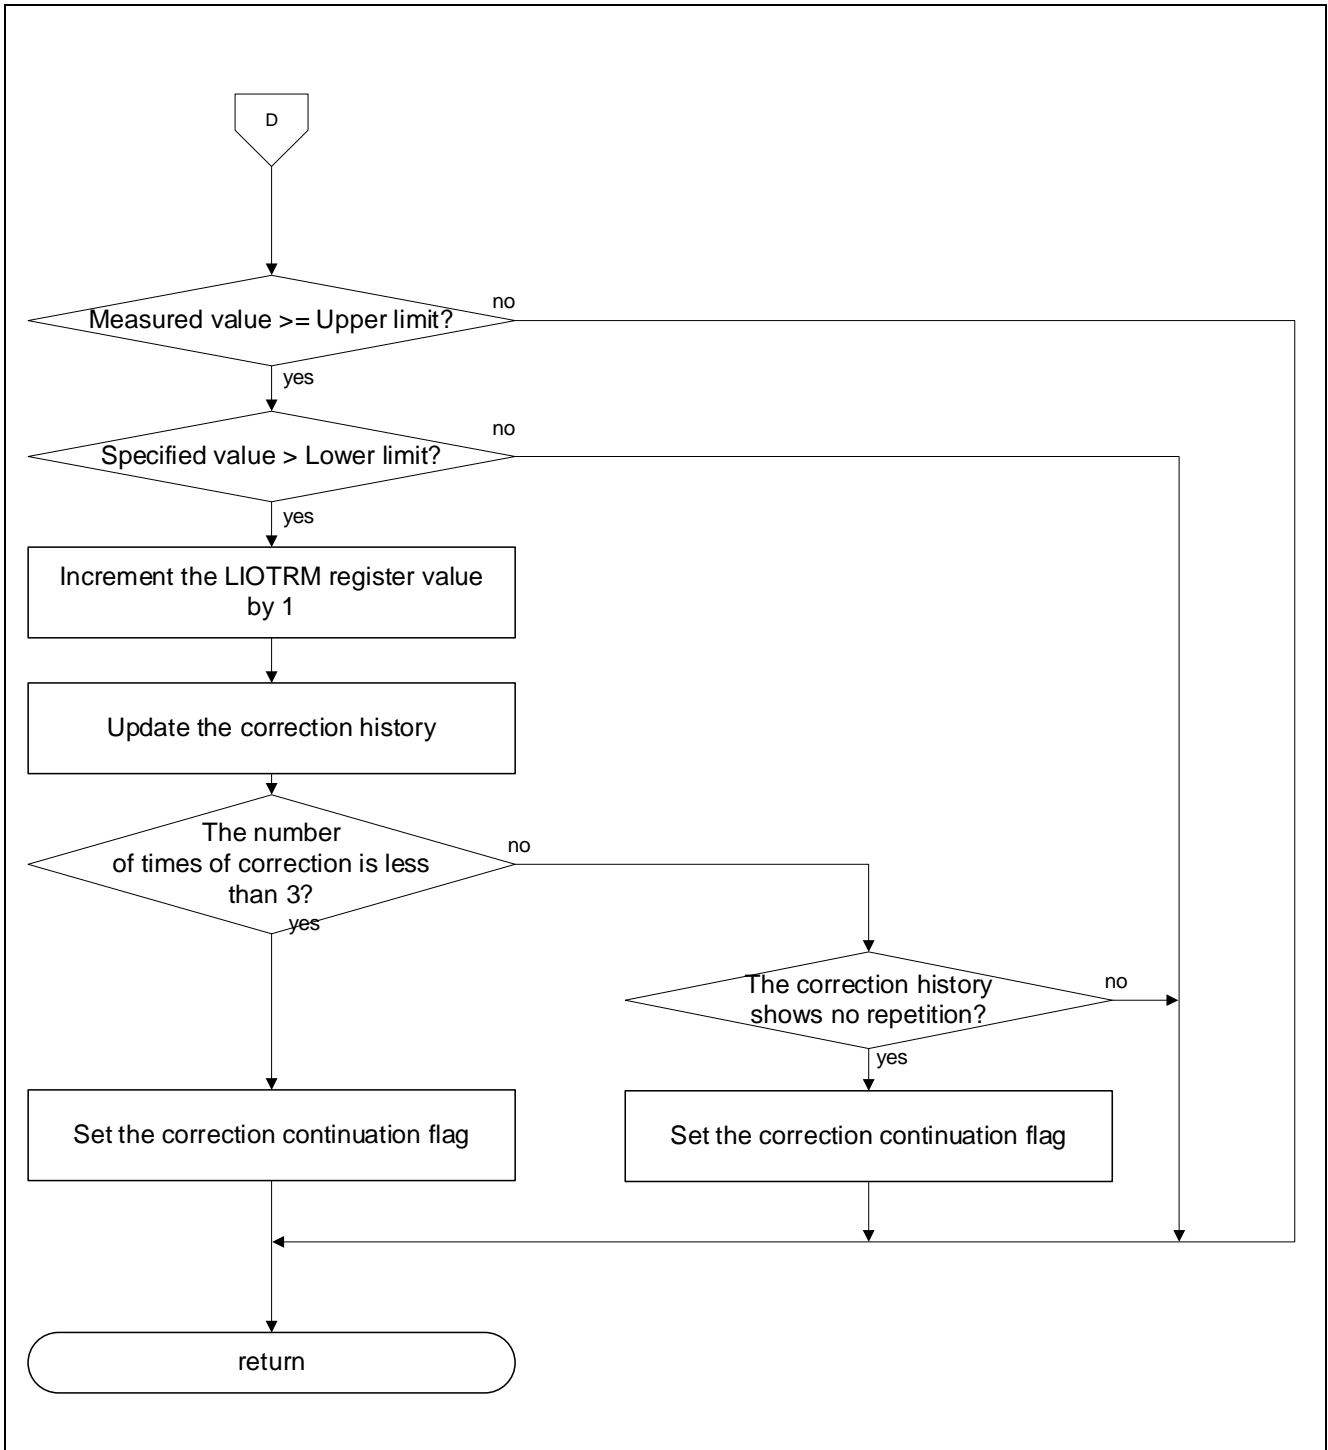 D
no
Measured value >= Upper limit?
yes
no
Specified value > Lower limit?
yes
Increment the LIOTRM register value
by 1
Update the correction history
The number
of times of correction is less
than 3?
no
yes
The correction history
shows no repetition?
no
yes
Set the correction continuation flag
Set the correction continuation flag
return